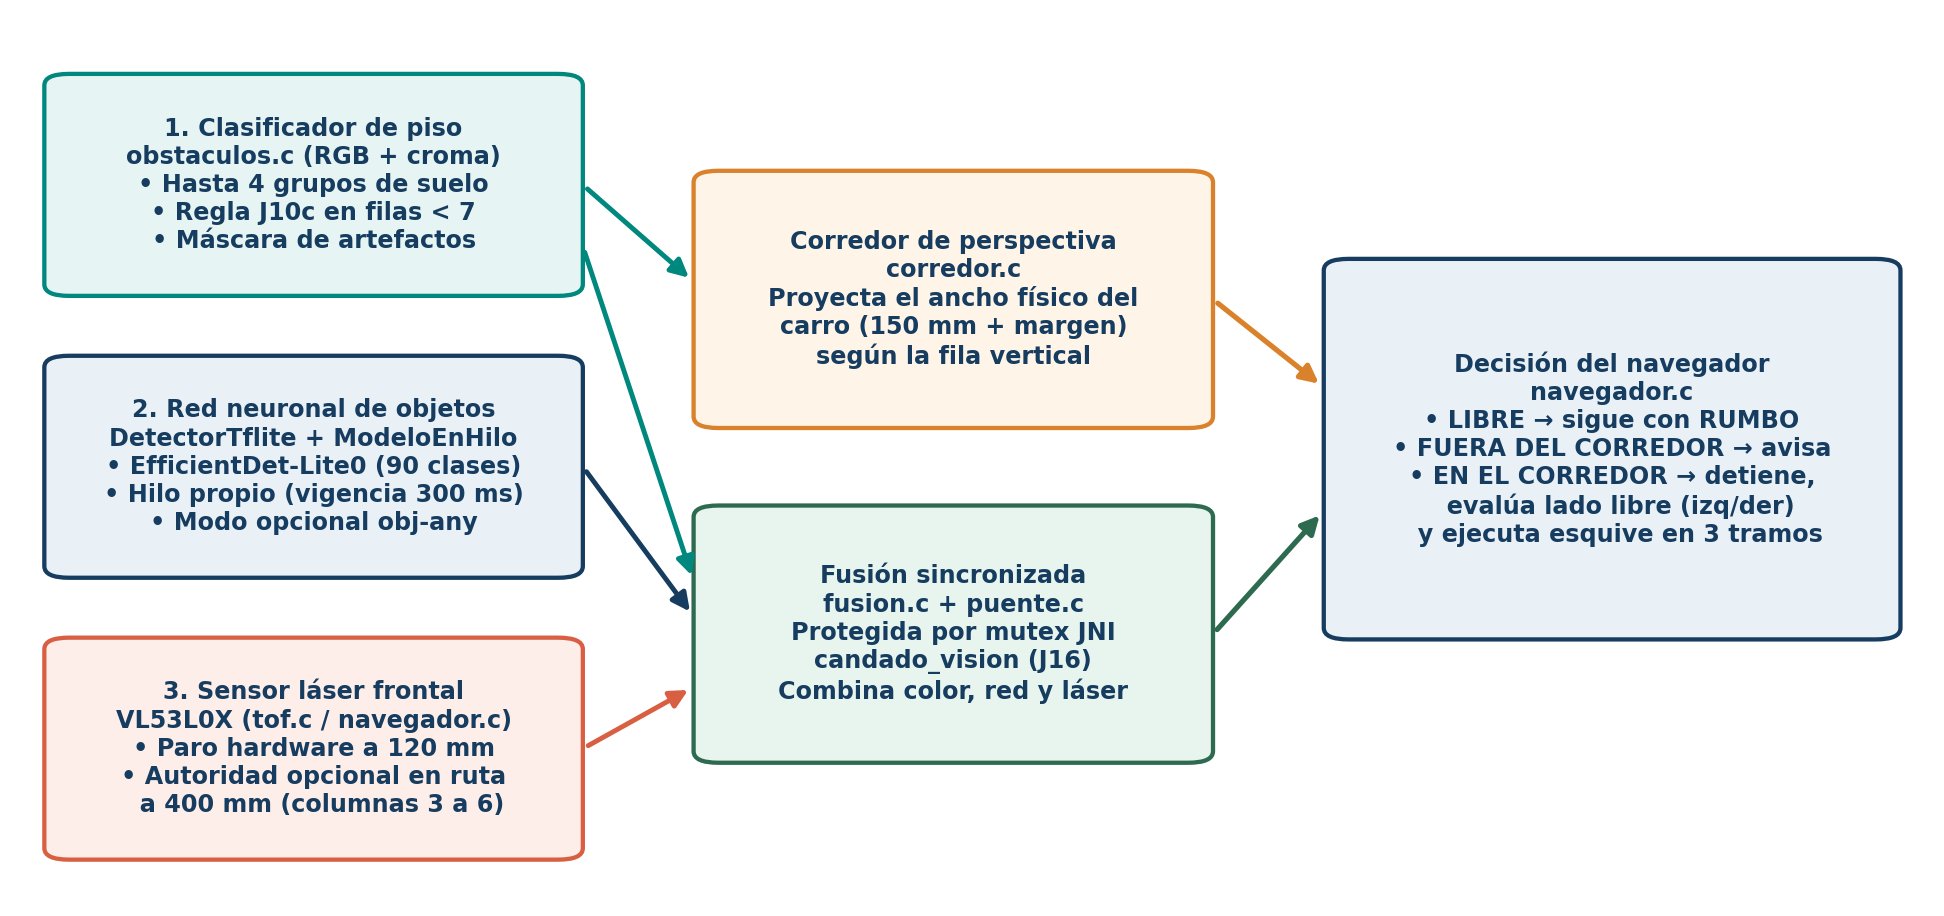 1. Clasificador de piso
obstaculos.c (RGB + croma)
• Hasta 4 grupos de suelo
• Regla J10c en filas < 7
• Máscara de artefactos
2. Red neuronal de objetos
DetectorTflite + ModeloEnHilo
• EfficientDet-Lite0 (90 clases)
• Hilo propio (vigencia 300 ms)
• Modo opcional obj-any
3. Sensor láser frontal
VL53L0X (tof.c / navegador.c)
• Paro hardware a 120 mm
• Autoridad opcional en ruta
a 400 mm (columnas 3 a 6)
Corredor de perspectiva
corredor.c
Proyecta el ancho físico del
carro (150 mm + margen)
según la fila vertical
Fusión sincronizada
fusion.c + puente.c
Protegida por mutex JNI
candado_vision (J16)
Combina color, red y láser
Decisión del navegador
navegador.c
• LIBRE → sigue con RUMBO
• FUERA DEL CORREDOR → avisa
• EN EL CORREDOR → detiene,
evalúa lado libre (izq/der)
y ejecuta esquive en 3 tramos